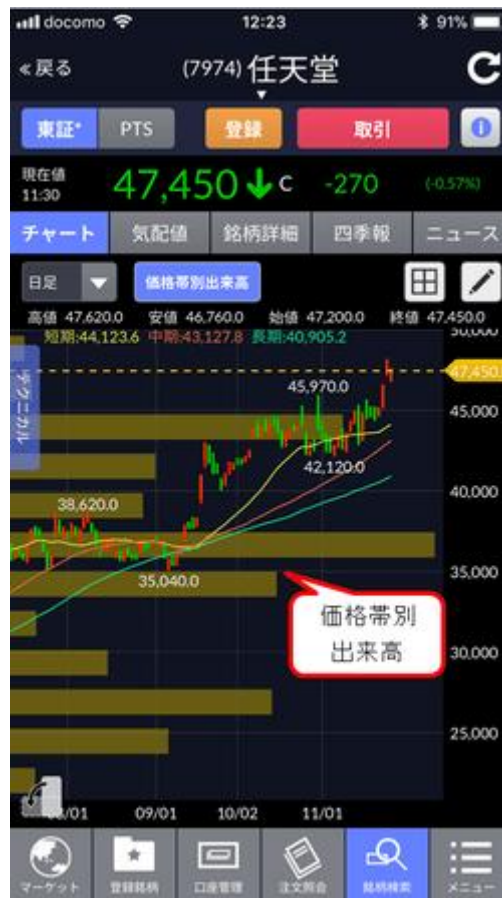 docomo 12:23 91%
≪戻る (7974) 任天堂
東証* PTS 登録 取引 i
現在値
11:30
47,450 C -270 (-0.57%)
チャート 気配値 銘柄詳細 四季報 ニュース
日足 価格帯別出来高
高値 47,620.0 安値 46,760.0 始値 47,200.0 終値 47,450.0
短期:44,123.6 中期:43,127.8 長期:40,905.2
50,000
テクニカル
47,450
45,970.0
45,000
42,120.0
40,000
38,620.0
35,040.0
35,000
価格帯別
出来高
30,000
25,000
09/01 10/02 11/01
マーケット 登録銘柄 口座管理 注文照会 銘柄検索 メニュー